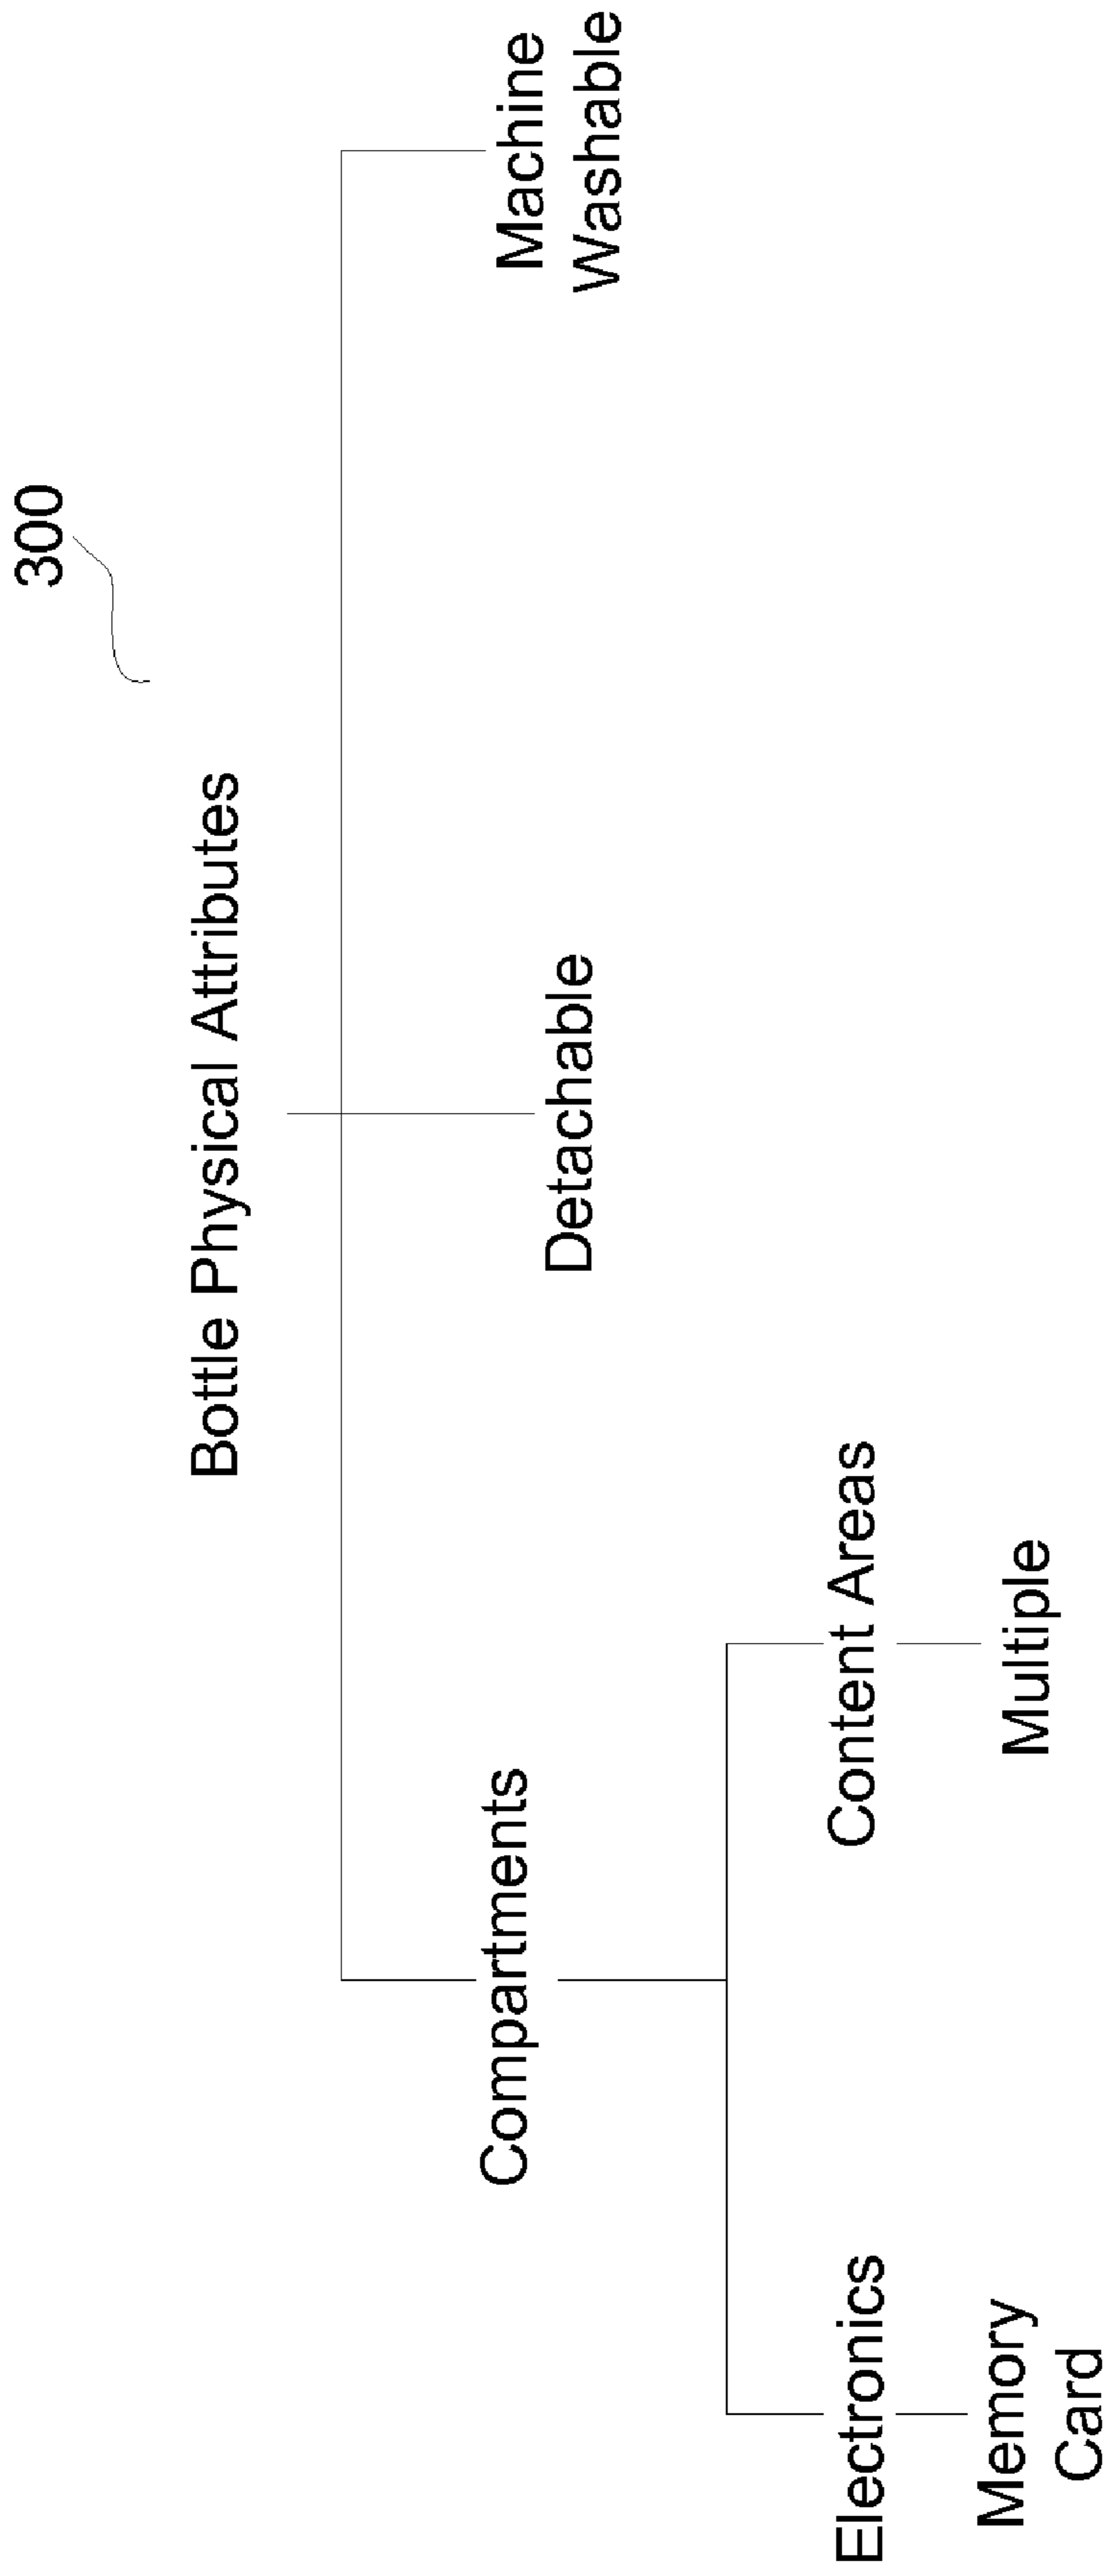 300
Bottle Physical Attributes
Compartments
Detachable
Machine
Washable
Electronics
Content Areas
Memory
Card
Multiple